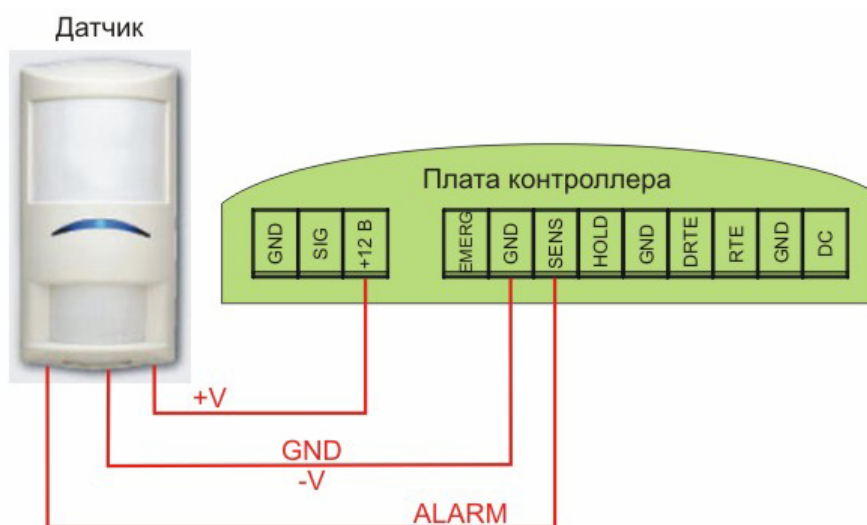 Датчик
Плата контроллера
GND
SIG
+12 В
EMERG
GND
SENS
HOLD
GND
DRTE
RTE
GND
DC
+V
GND
-V
ALARM